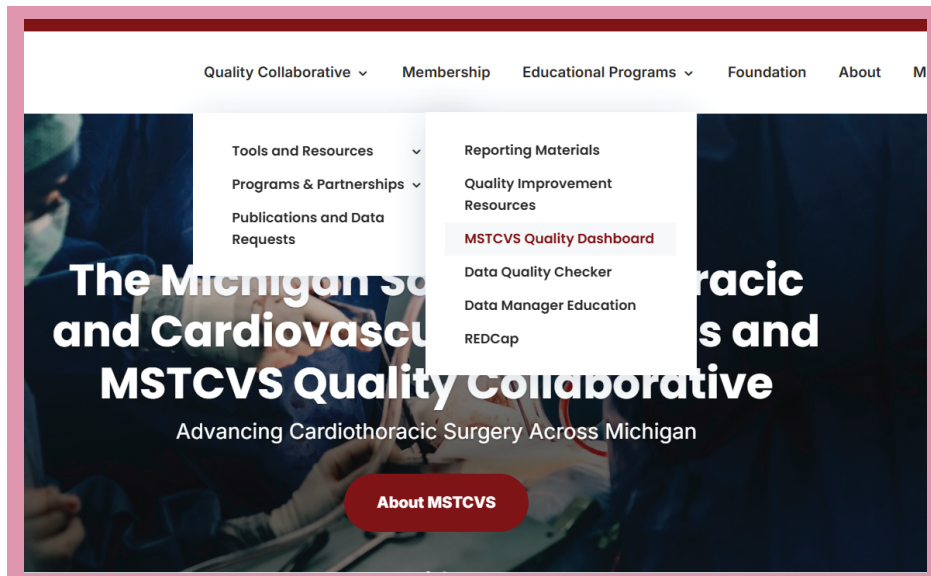 Quality Collaborative
Membership
Educational Programs
Foundation
About
M
Tools and Resources
Programs & Partnerships
Publications and Data
Requests
Reporting Materials
Quality Improvement
Resources
MSTCVS Quality Dashboard
Data Quality Checker
Data Manager Education
REDCap
The Michigan So racic
and Cardiovascu s and
MSTCVS Quality Collaborative
Advancing Cardiothoracic Surgery Across Michigan
About MSTCVS